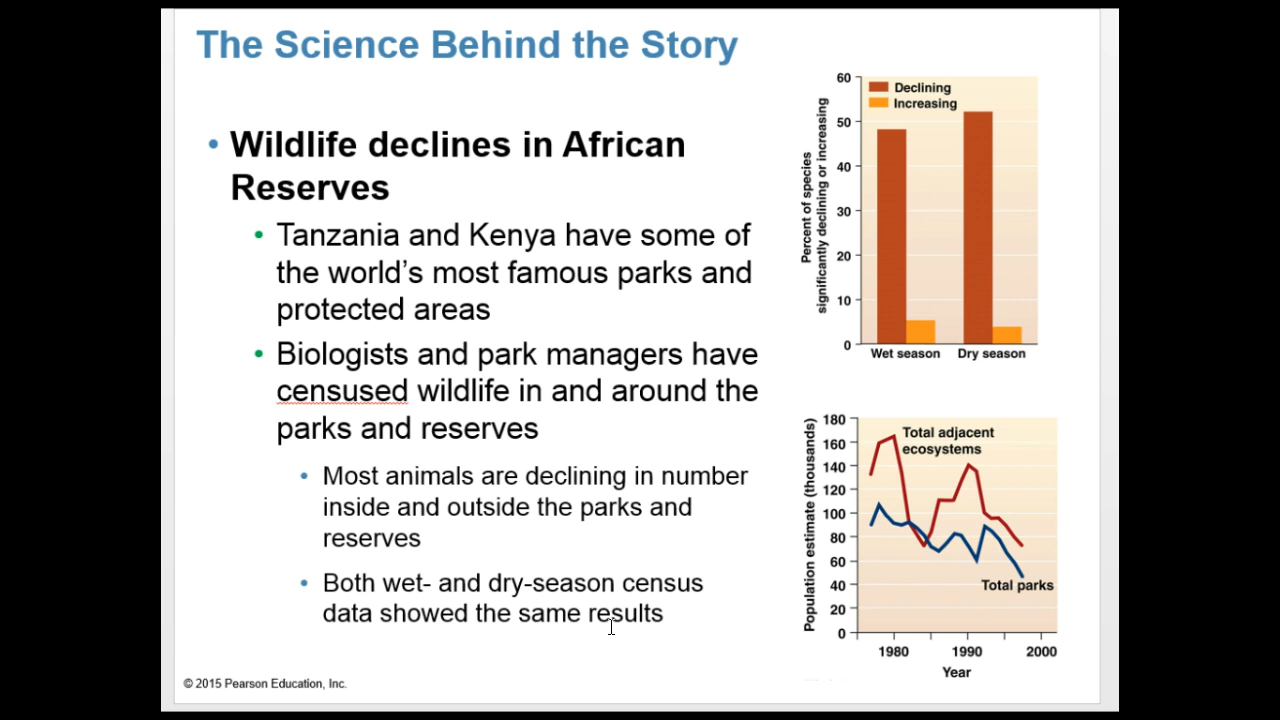 The Science Behind the Story
• Wildlife declines in African
Reserves
• Tanzania and Kenya have some of
the world’s most famous parks and
protected areas
• Biologists and park managers have
censused wildlife in and around the
parks and reserves
• Most animals are declining in number
inside and outside the parks and
reserves
• Both wet- and dry-season census
data showed the same results
© 2015 Pearson Education, Inc.
Percent of species
significantly declining or increasing
60
50
40
30
20
10
0
Declining
Increasing
Wet season Dry season
Population estimate (thousands)
180
160
140
120
100
80
60
40
20
0
Total adjacent
ecosystems
Total parks
1980 1990 2000
Year